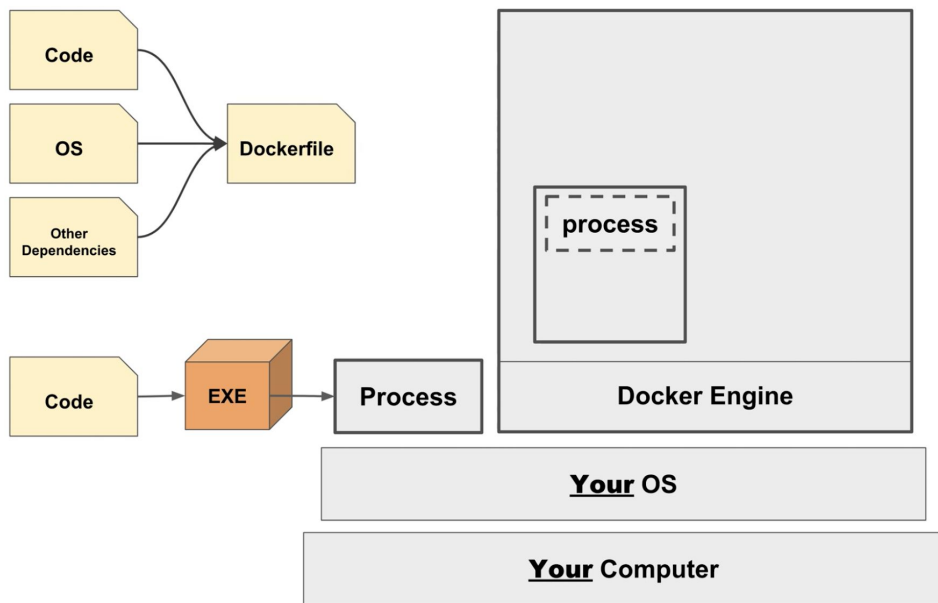 Code
OS
Dockerfile
Other
Dependencies
process
Code
EXE
Process
Docker Engine
Your OS
Your Computer